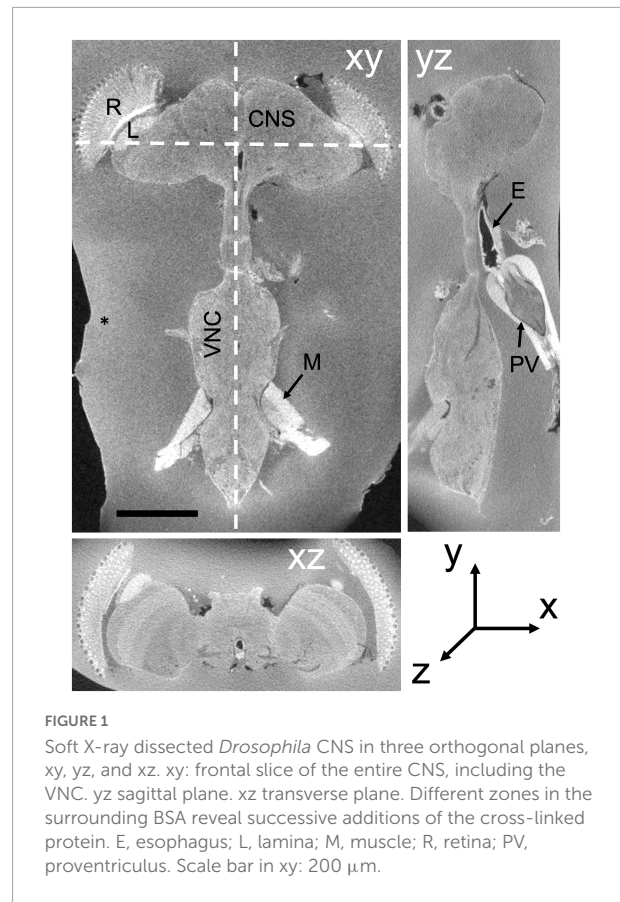 xy
yz
R
L
CNS
E
*
VNC
M
PV
xz
y
x
z
FIGURE 1
Soft X-ray dissected Drosophila CNS in three orthogonal planes,
xy, yz, and xz. xy: frontal slice of the entire CNS, including the
VNC. yz sagittal plane. xz transverse plane. Different zones in the
surrounding BSA reveal successive additions of the cross-linked
protein. E, esophagus; L, lamina; M, muscle; R, retina; PV,
proventriculus. Scale bar in xy: 200 μm.